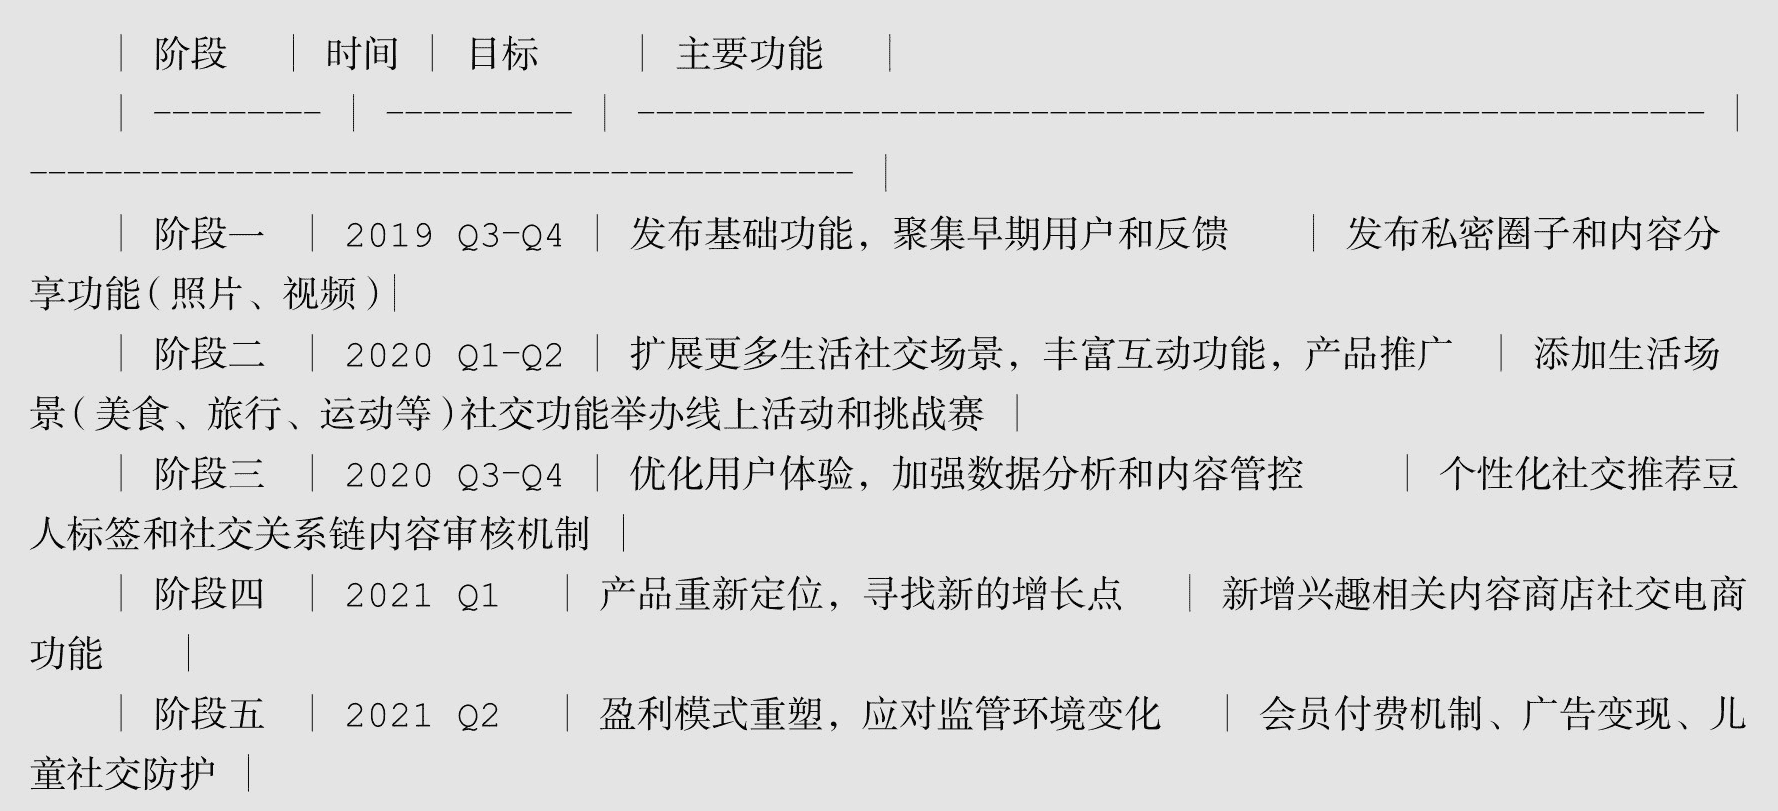 | 阶段 | 时间 | 目标 | 主要功能 |
| --------- | ---------- | --------------------------------------------------------- |
-------------------------------------------- |
| 阶段一 | 2019 Q3-Q4 | 发布基础功能，聚集早期用户和反馈 | 发布私密圈子和内容分
享功能(照片、视频)|
| 阶段二 | 2020 Q1-Q2 | 扩展更多生活社交场景，丰富互动功能，产品推广 | 添加生活场
景(美食、旅行、运动等)社交功能举办线上活动和挑战赛 |
| 阶段三 | 2020 Q3-Q4 | 优化用户体验，加强数据分析和内容管控 | 个性化社交推荐豆
人标签和社交关系链内容审核机制 |
| 阶段四 | 2021 Q1 | 产品重新定位，寻找新的增长点 | 新增兴趣相关内容商店社交电商
功能 |
| 阶段五 | 2021 Q2 | 盈利模式重塑，应对监管环境变化 | 会员付费机制、广告变现、儿
童社交防护 |